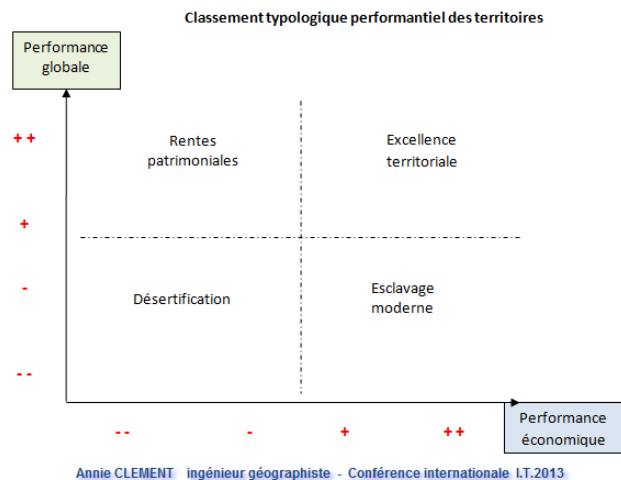 Classement typologique performantiel des territoires
Performance
globale
++
Rentes
patrimoniales
Excellence
territoriale
+
-
Désertification
Esclavage
moderne
--
-- - + ++
Performance
économique
Annie CLEMENT ingénieur géographiste - Conférence internationale I.T.2013